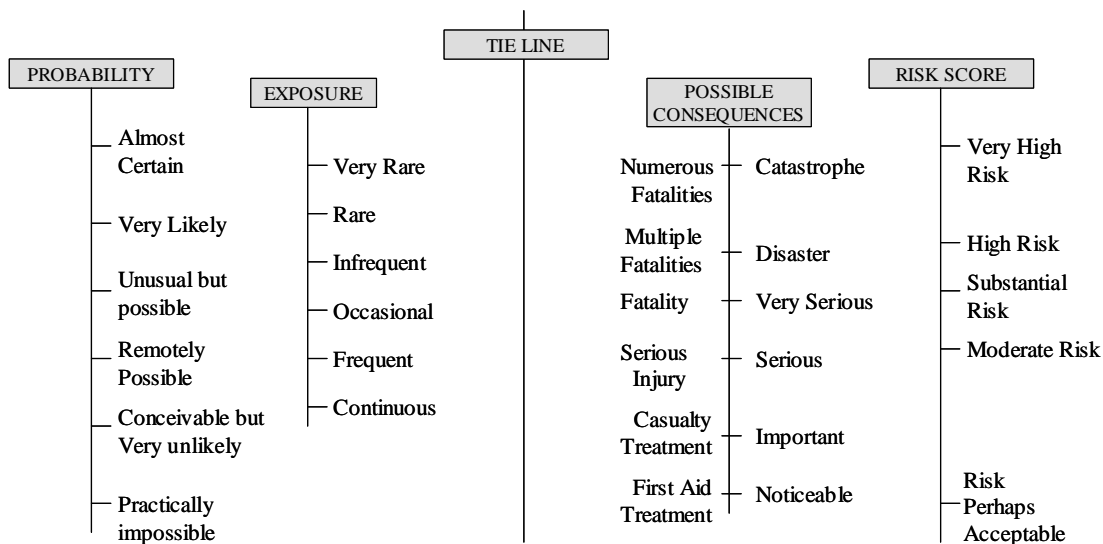 TIE LINE
PROBABILITY
Almost
Certain
Very Likely
Unusual but
possible
Remotely
Possible
Conceivable but
Very unlikely
Practically
impossible
EXPOSURE
Very Rare
Rare
Infrequent
Occasional
Frequent
Continuous
POSSIBLE
CONSEQUENCES
Numerous
Fatalities
Catastrophe
Multiple
Fatalities
Disaster
Fatality
Very Serious
Serious
Injury
Serious
Casualty
Treatment
Important
First Aid
Treatment
Noticeable
RISK SCORE
Very High
Risk
High Risk
Substantial
Risk
Moderate Risk
Risk
Perhaps
Acceptable